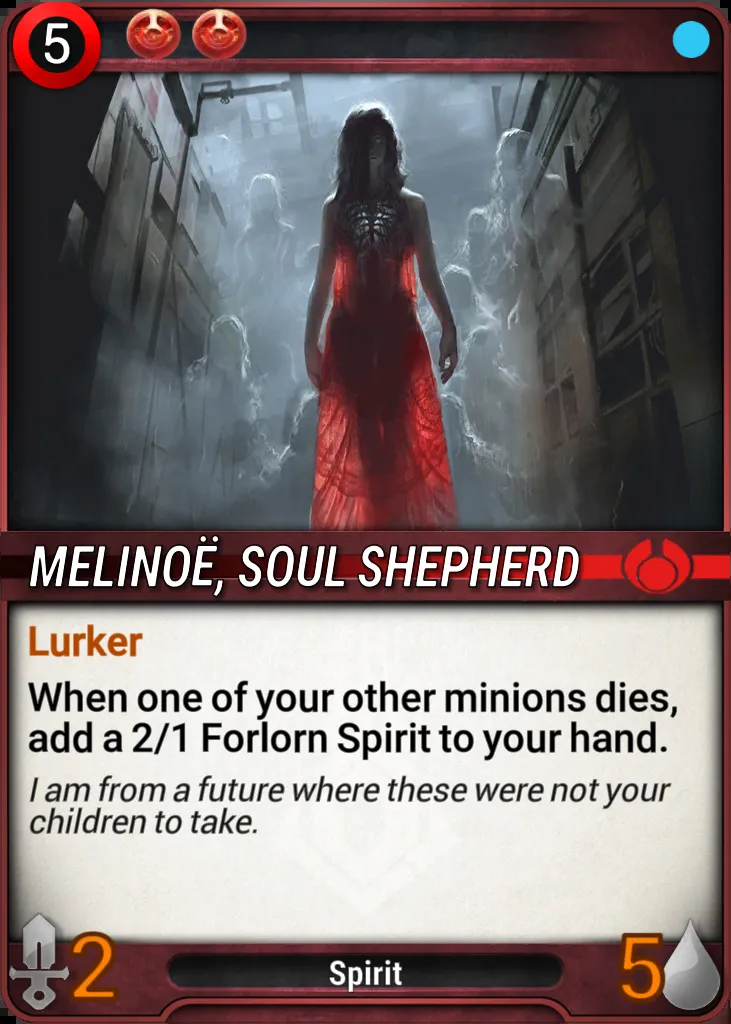 5
MELINOË, SOUL SHEPHERD
Lurker
When one of your other minions dies,
add a 2/1 Forlorn Spirit to your hand.
I am from a future where these were not your
children to take.
2
Spirit
5